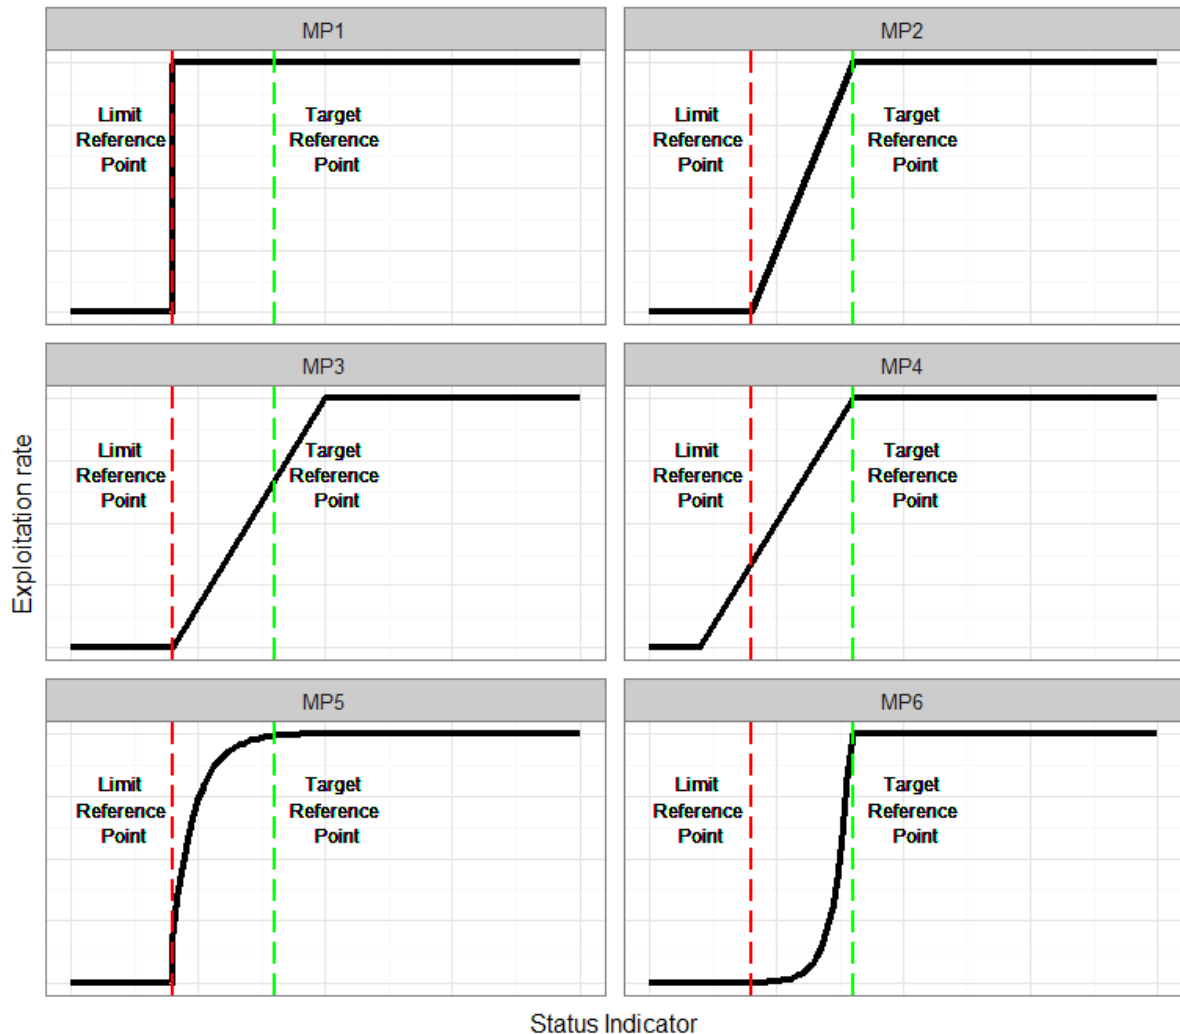 MP1
Limit
Reference
Point
Target
Reference
Point
MP2
Limit
Reference
Point
Target
Reference
Point
MP3
Limit
Reference
Point
Target
Reference
Point
MP4
Limit
Reference
Point
Target
Reference
Point
MP5
Limit
Reference
Point
Target
Reference
Point
MP6
Limit
Reference
Point
Target
Reference
Point
Exploitation rate
Status Indicator